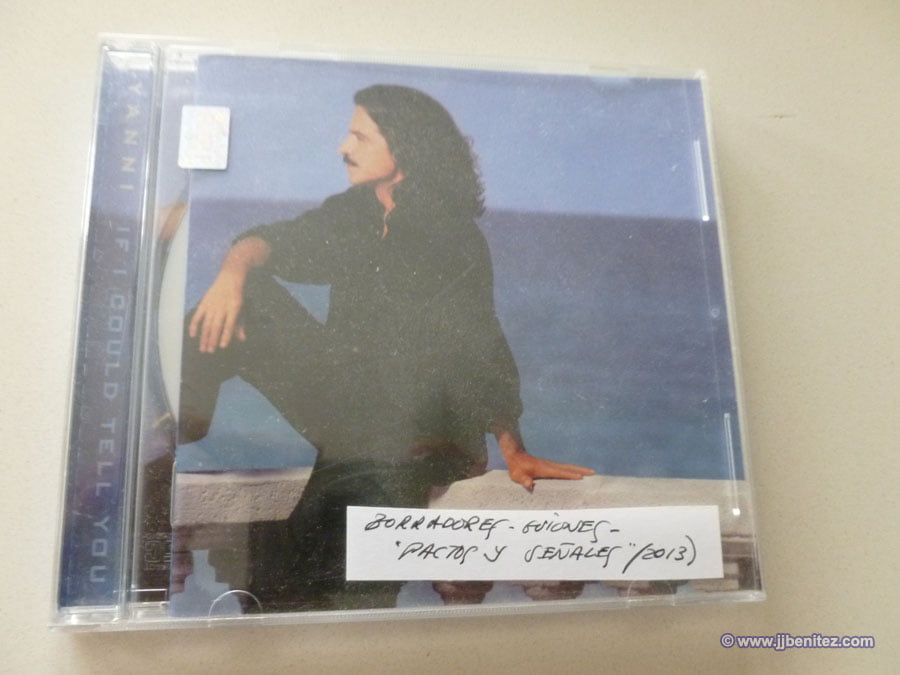 YANNI IF I COULD TELL YOU
BORRADORES - GUIONES -
"PACTOS Y SEÑALES" (2013)
© www.jjbenitez.com